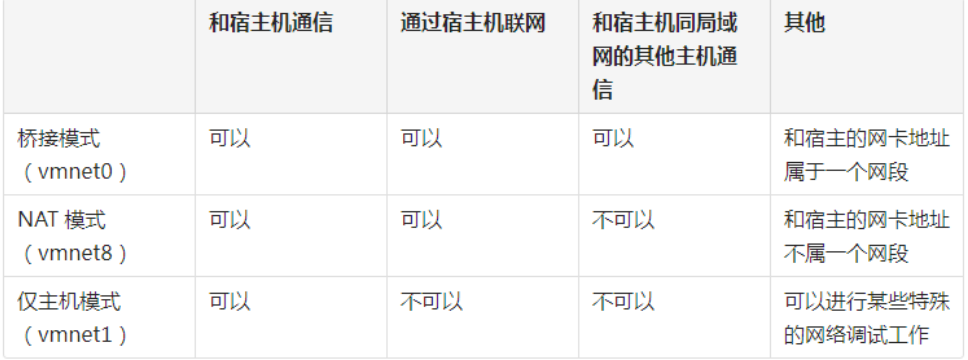 和宿主机通信
通过宿主机联网
和宿主机同局域
网的其他主机通
信
其他
桥接模式
（vmnet0）
可以
可以
可以
和宿主的网卡地址
属于一个网段
NAT 模式
（vmnet8）
可以
可以
不可以
和宿主的网卡地址
不属一个网段
仅主机模式
（vmnet1）
可以
不可以
不可以
可以进行某些特殊
的网络调试工作